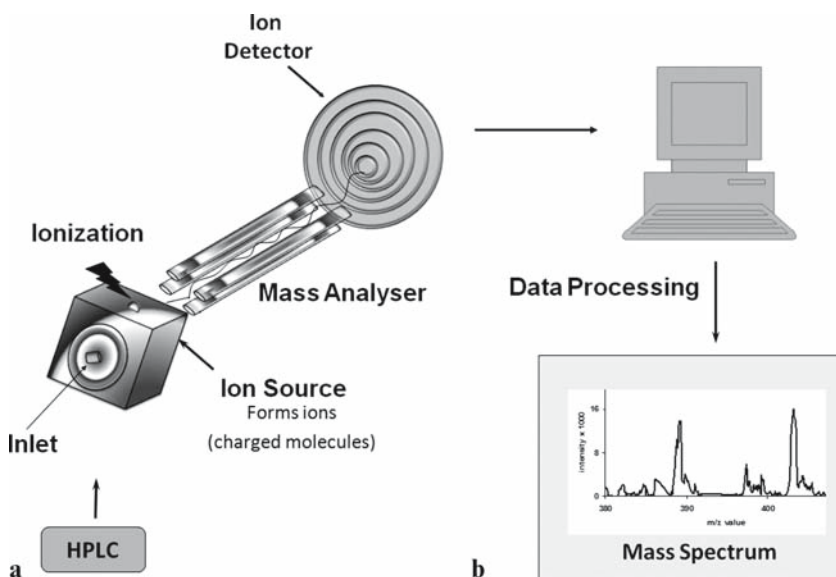 Ion
Detector
Ionization
Mass Analyser
Ion Source
Forms ions
(charged molecules)
Inlet
HPLC
a
Data Processing
intensity x 1000
16
8
0
380
390
400
m/z value
Mass Spectrum
b